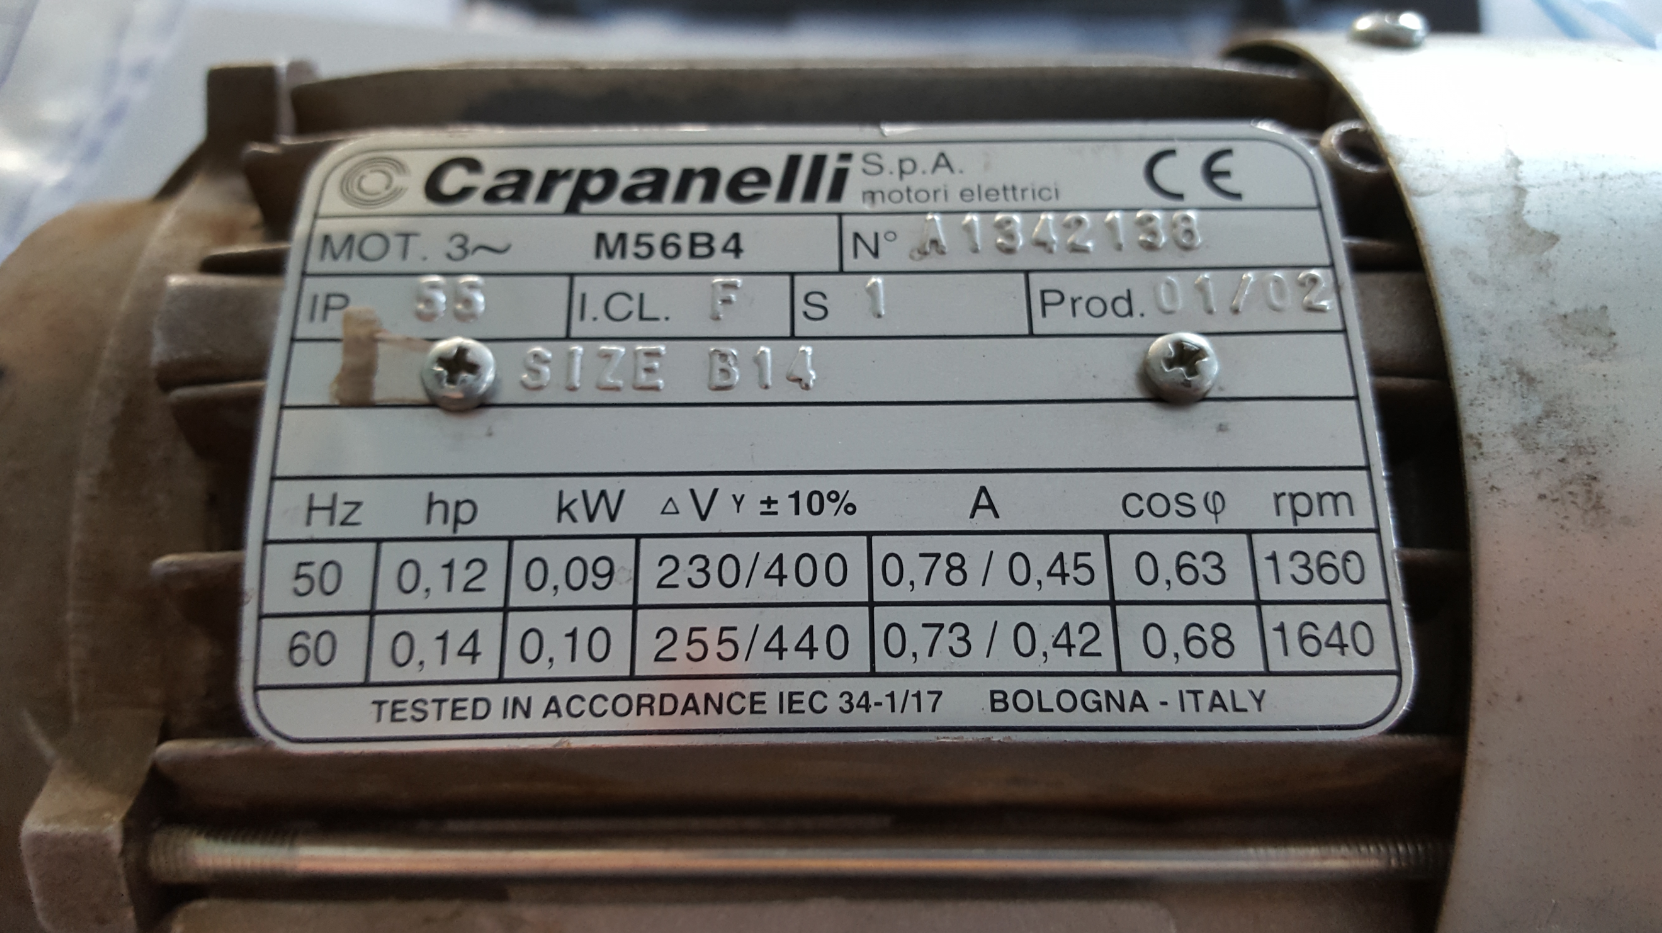 Carpanelli S.p.A. motori elettrici CE
MOT. 3~ M56B4 N° A1342138
IP 55 I.CL. F S 1 Prod. 01/02
SIZE B14
Hz hp kW △ V Y ±10% A cosφ rpm
50 0,12 0,09 230/400 0,78 / 0,45 0,63 1360
60 0,14 0,10 255/440 0,73 / 0,42 0,68 1640
TESTED IN ACCORDANCE IEC 34-1/17 BOLOGNA - ITALY